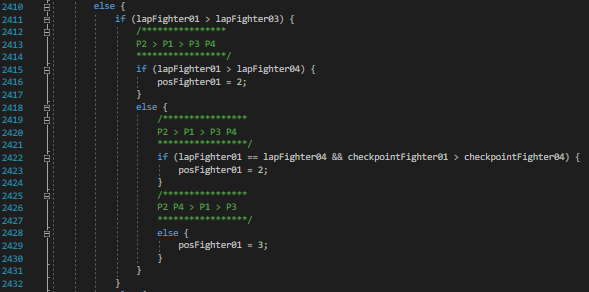 2410 else {
2411 if (lapFighter01 > lapFighter03) {
2412 /****************
2413 P2 > P1 > P3 P4
2414 *****************/
2415 if (lapFighter01 > lapFighter04) {
2416 posFighter01 = 2;
2417 }
2418 else {
2419 /****************
2420 P2 > P1 > P3 P4
2421 *****************/
2422 if (lapFighter01 == lapFighter04 && checkpointFighter01 > checkpointFighter04) {
2423 posFighter01 = 2;
2424 }
2425 /****************
2426 P2 P4 > P1 > P3
2427 *****************/
2428 else {
2429 posFighter01 = 3;
2430 }
2431 }
2432 }